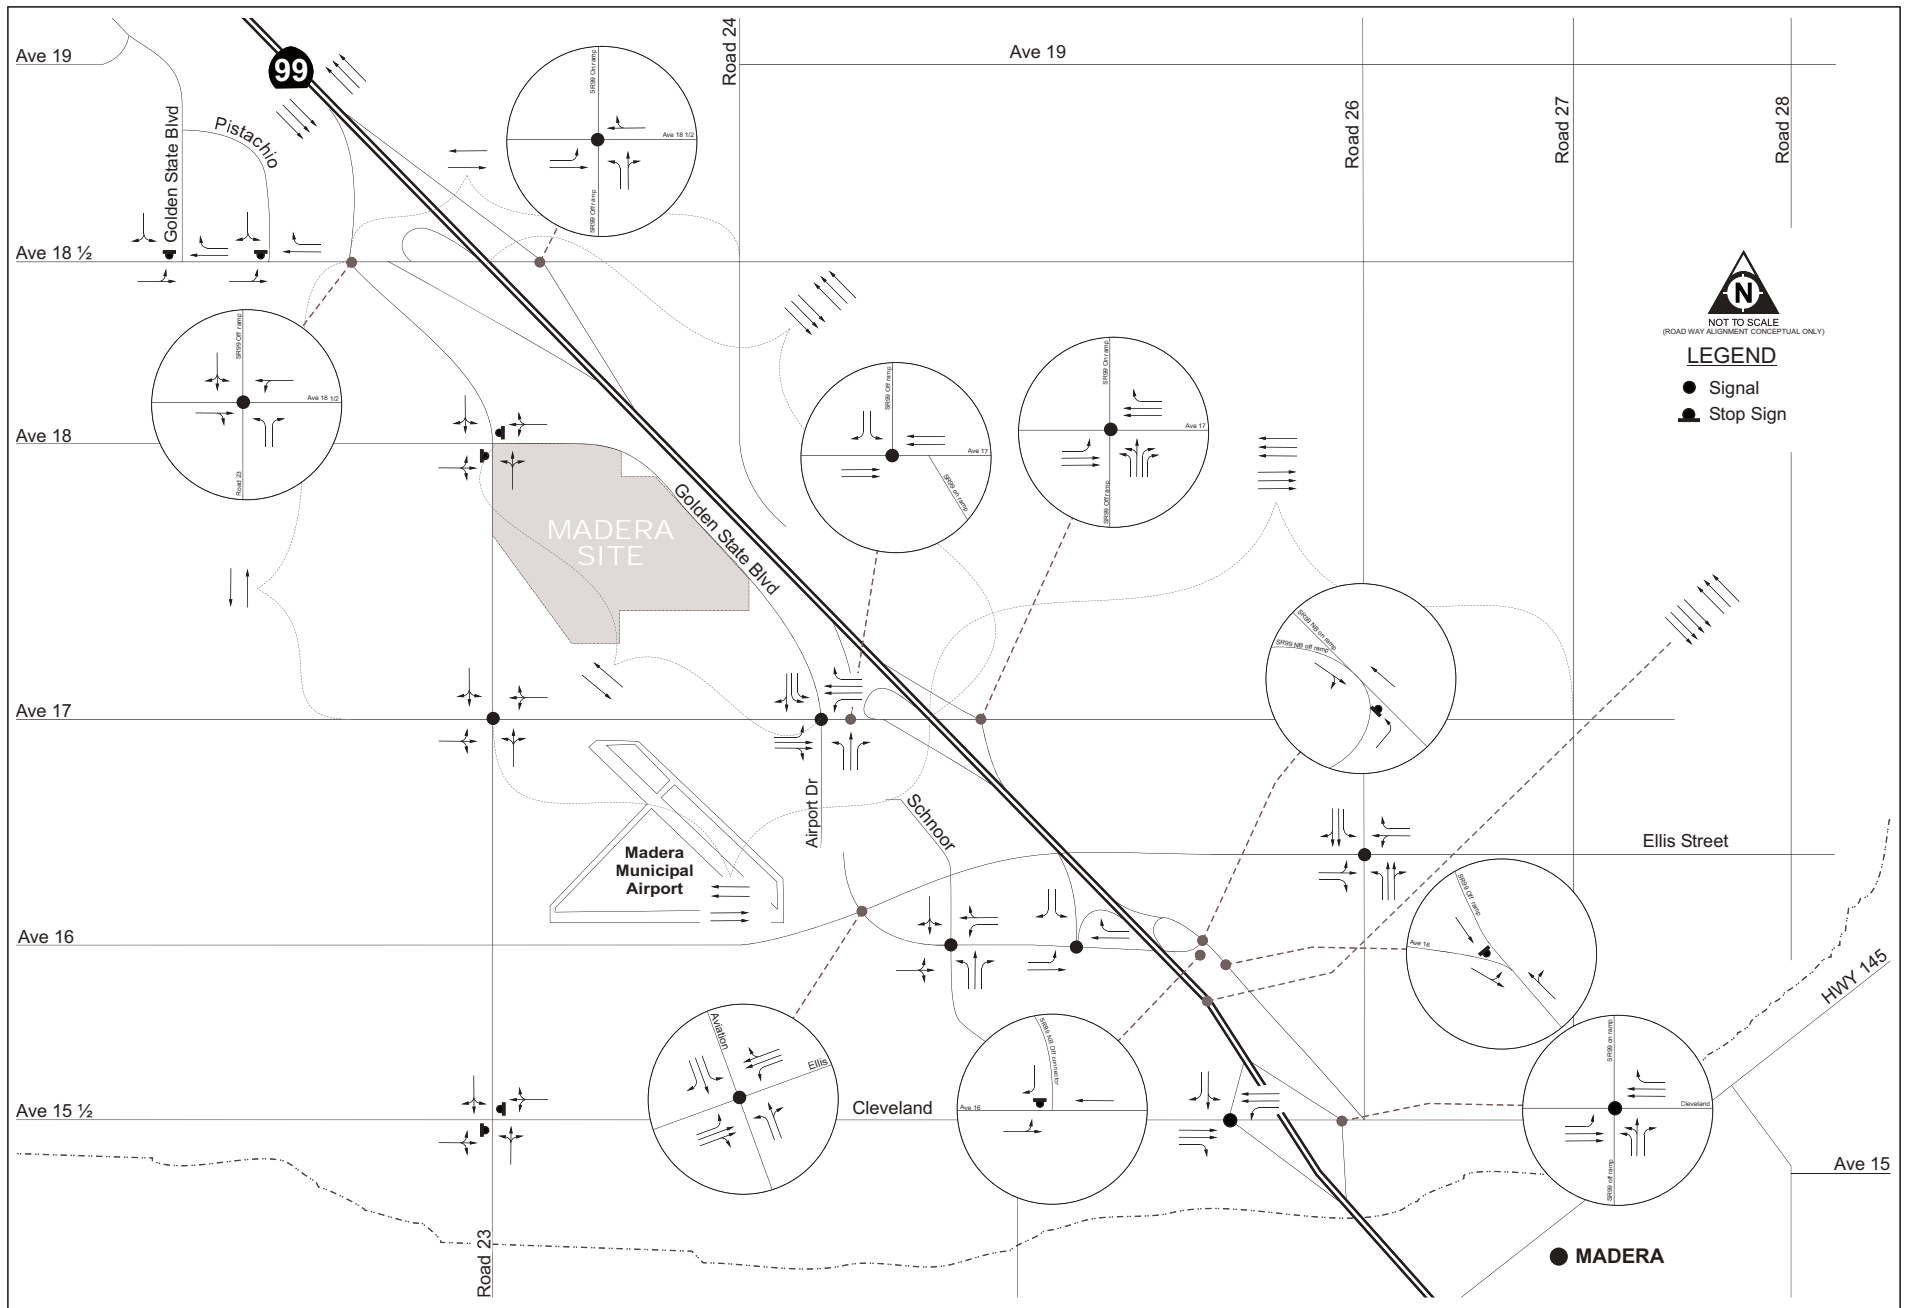 Ave 19
99
Road 24
Ave 19
Golden State Blvd
Pistachio
SR99 On ramp
Ave 18 1/2
SR99 Off ramp
Road 26
Road 27
Road 28
Ave 18 ½
N
NOT TO SCALE
(ROAD WAY ALIGNMENT CONCEPTUAL ONLY)
LEGEND
Signal
Stop Sign
SR99 Off ramp
Ave 18 1/2
Road 23
Ave 18
SR99 Off ramp
Ave 17
SR99 on ramp
SR99 On ramp
Ave 17
SR99 Off ramp
MADERA
SITE
Golden State Blvd
SR99 NB on ramp
SR99 NB off ramp
Ave 17
Airport Dr
Schnoor
Madera
Municipal
Airport
Ellis Street
Ave 16
SR99 Off ramp
Ave 16
HWY 145
Aviation
Ellis
SR99 NB Off connector
Ave 16
SR99 on ramp
Cleveland
SR99 off ramp
Ave 15 ½
Cleveland
Ave 15
Road 23
MADERA